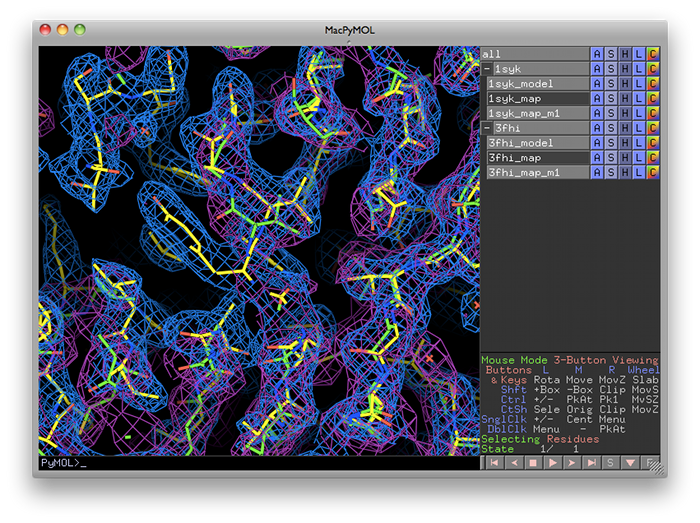 MacPyMOL
all A S H L C
- 1syk A S H L C
1syk_model A S H L C
1syk_map A S H L C
1syk_map_m1 A S H L C
- 3fhi A S H L C
3fhi_model A S H L C
3fhi_map A S H L C
3fhi_map_m1 A S H L C
Mouse Mode 3-Button Viewing
Buttons L M R Wheel
& Keys Rota Move MovZ Slab
Shft +Box -Box Clip MovS
Ctrl +/- PkAt Pk1 MvSZ
CtSh Sele Orig Clip MovZ
SnglClk +/- Cent Menu
DblClk Menu - PkAt
Selecting Residues
State 1/ 1
PyMOL>_
S F